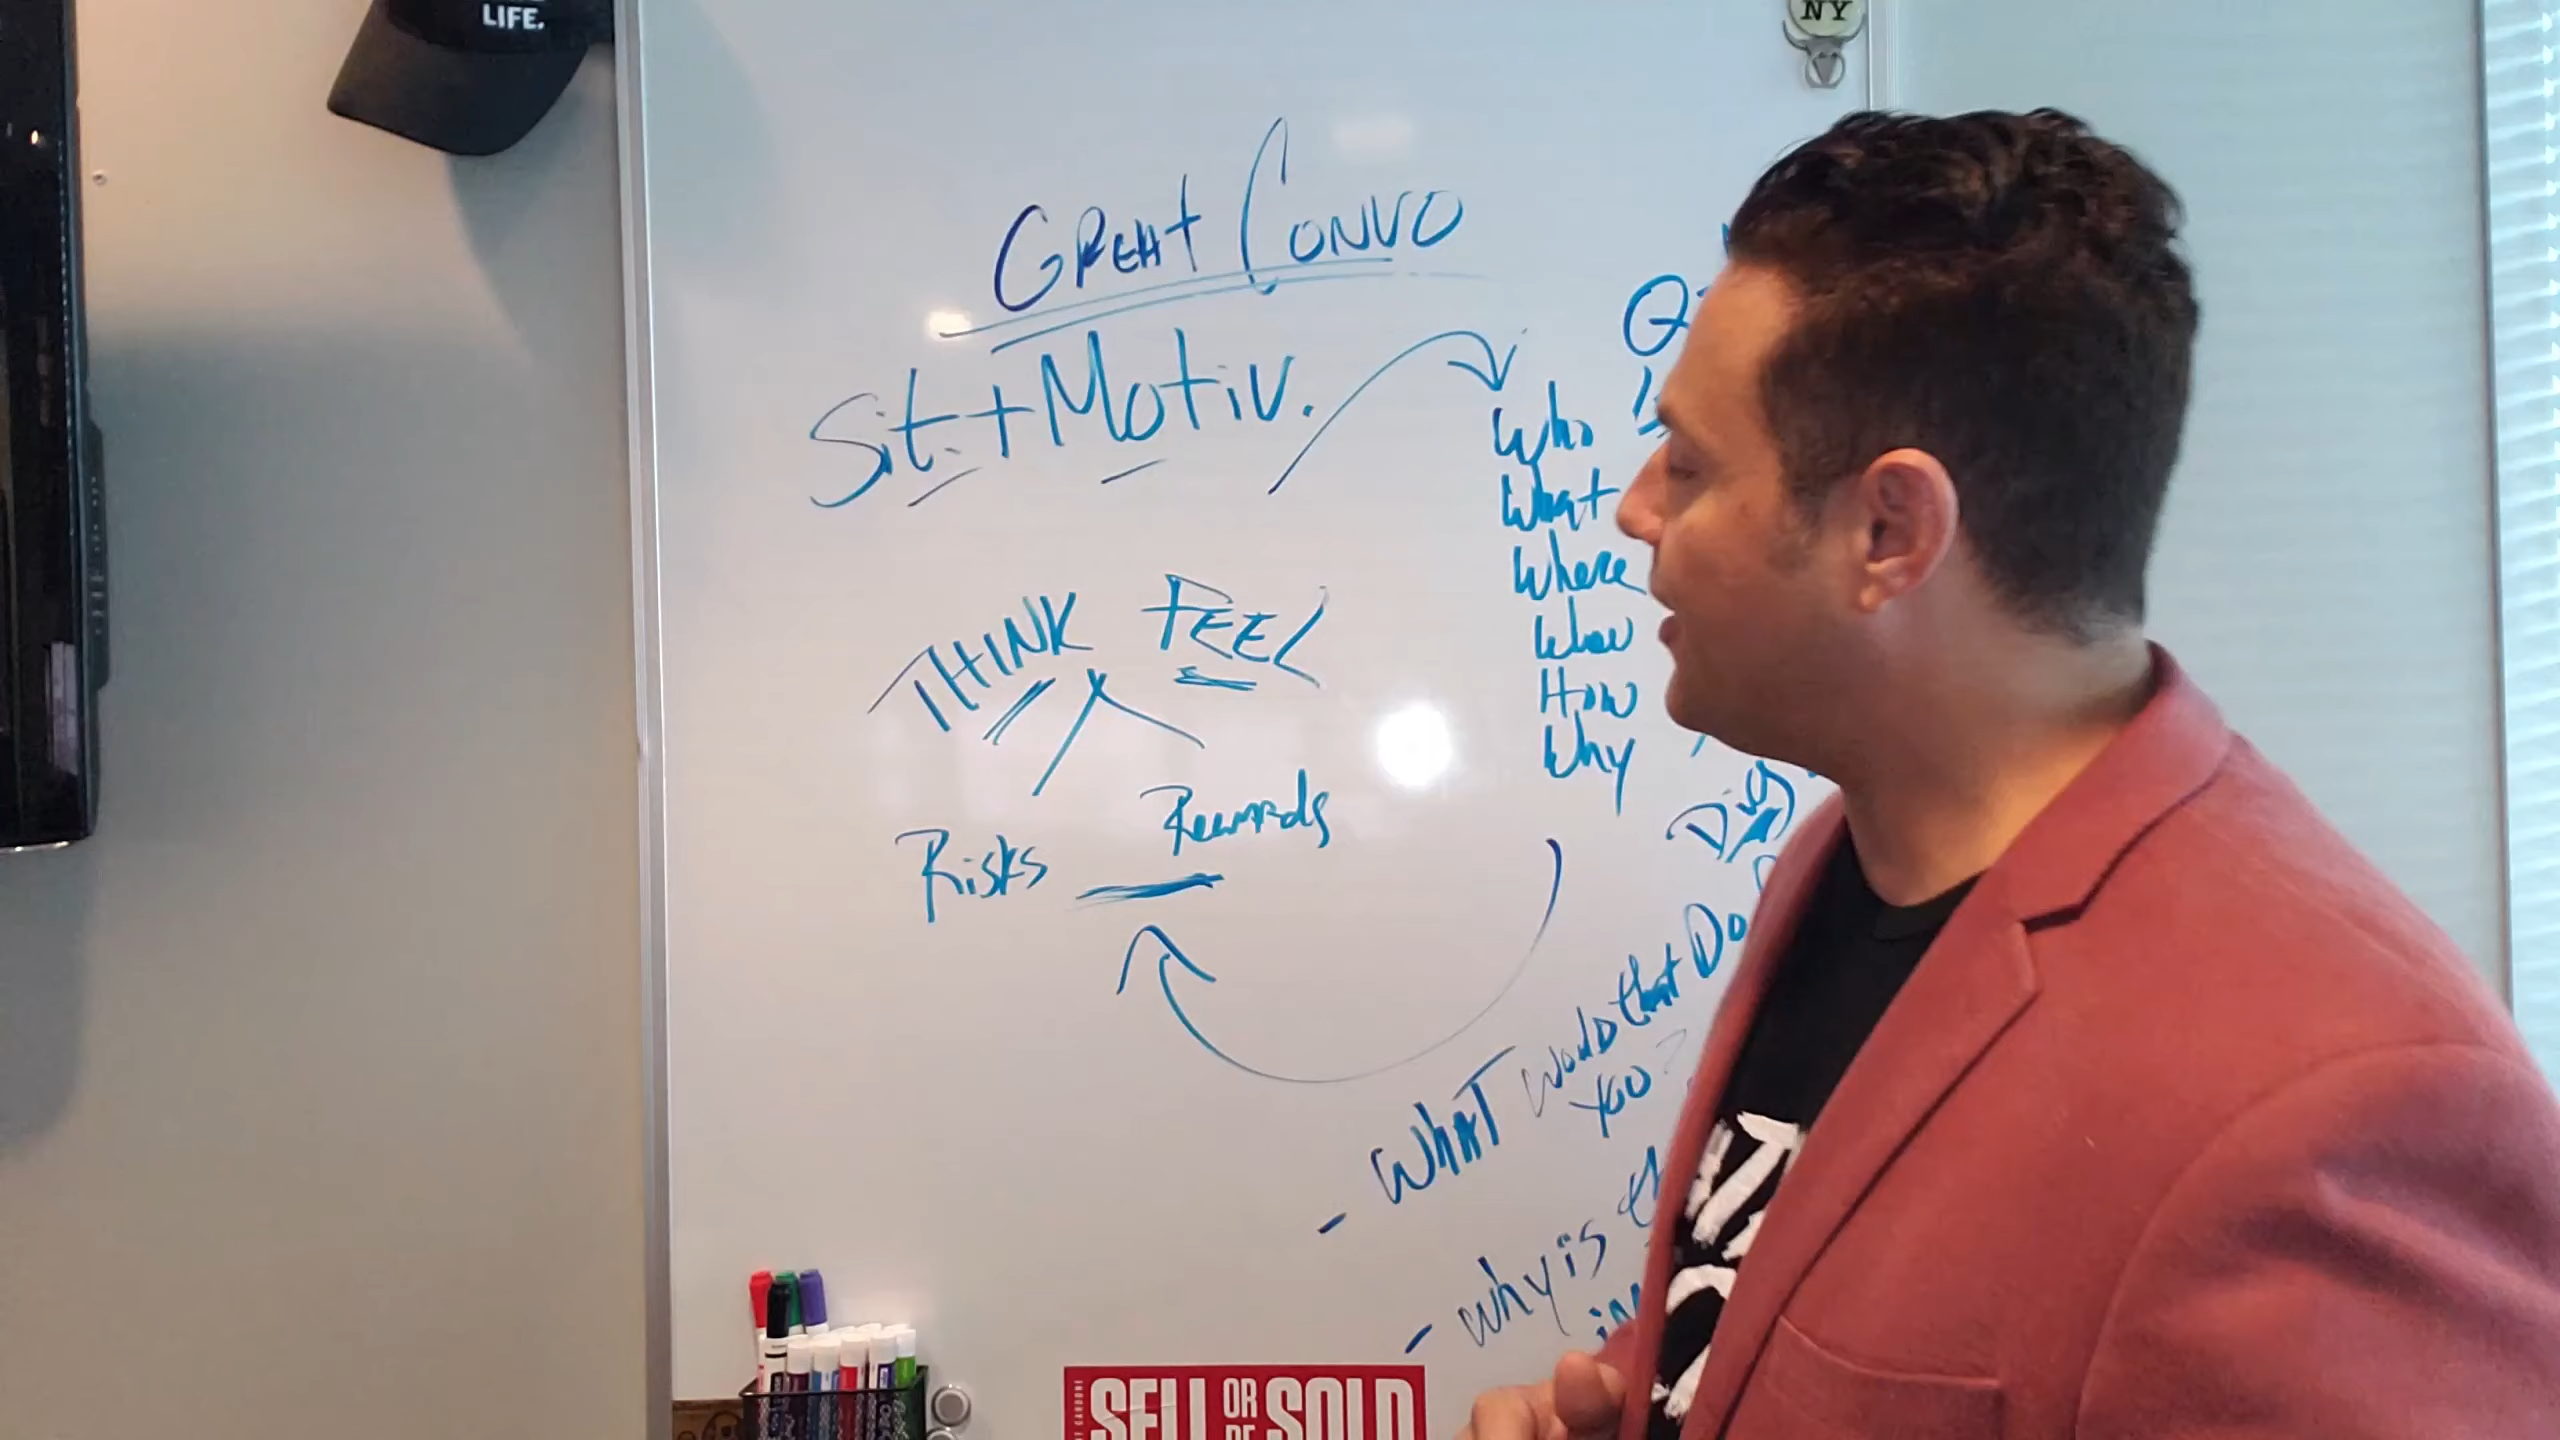 LIFE.
NY
GREAT CONVO
Sit. + Motiv.
Who
What
Where
When
How
Why
THINK FEEL
Risks Rewards
- WHAT would that Do
you?
- why is
SELL OR BE SOLD